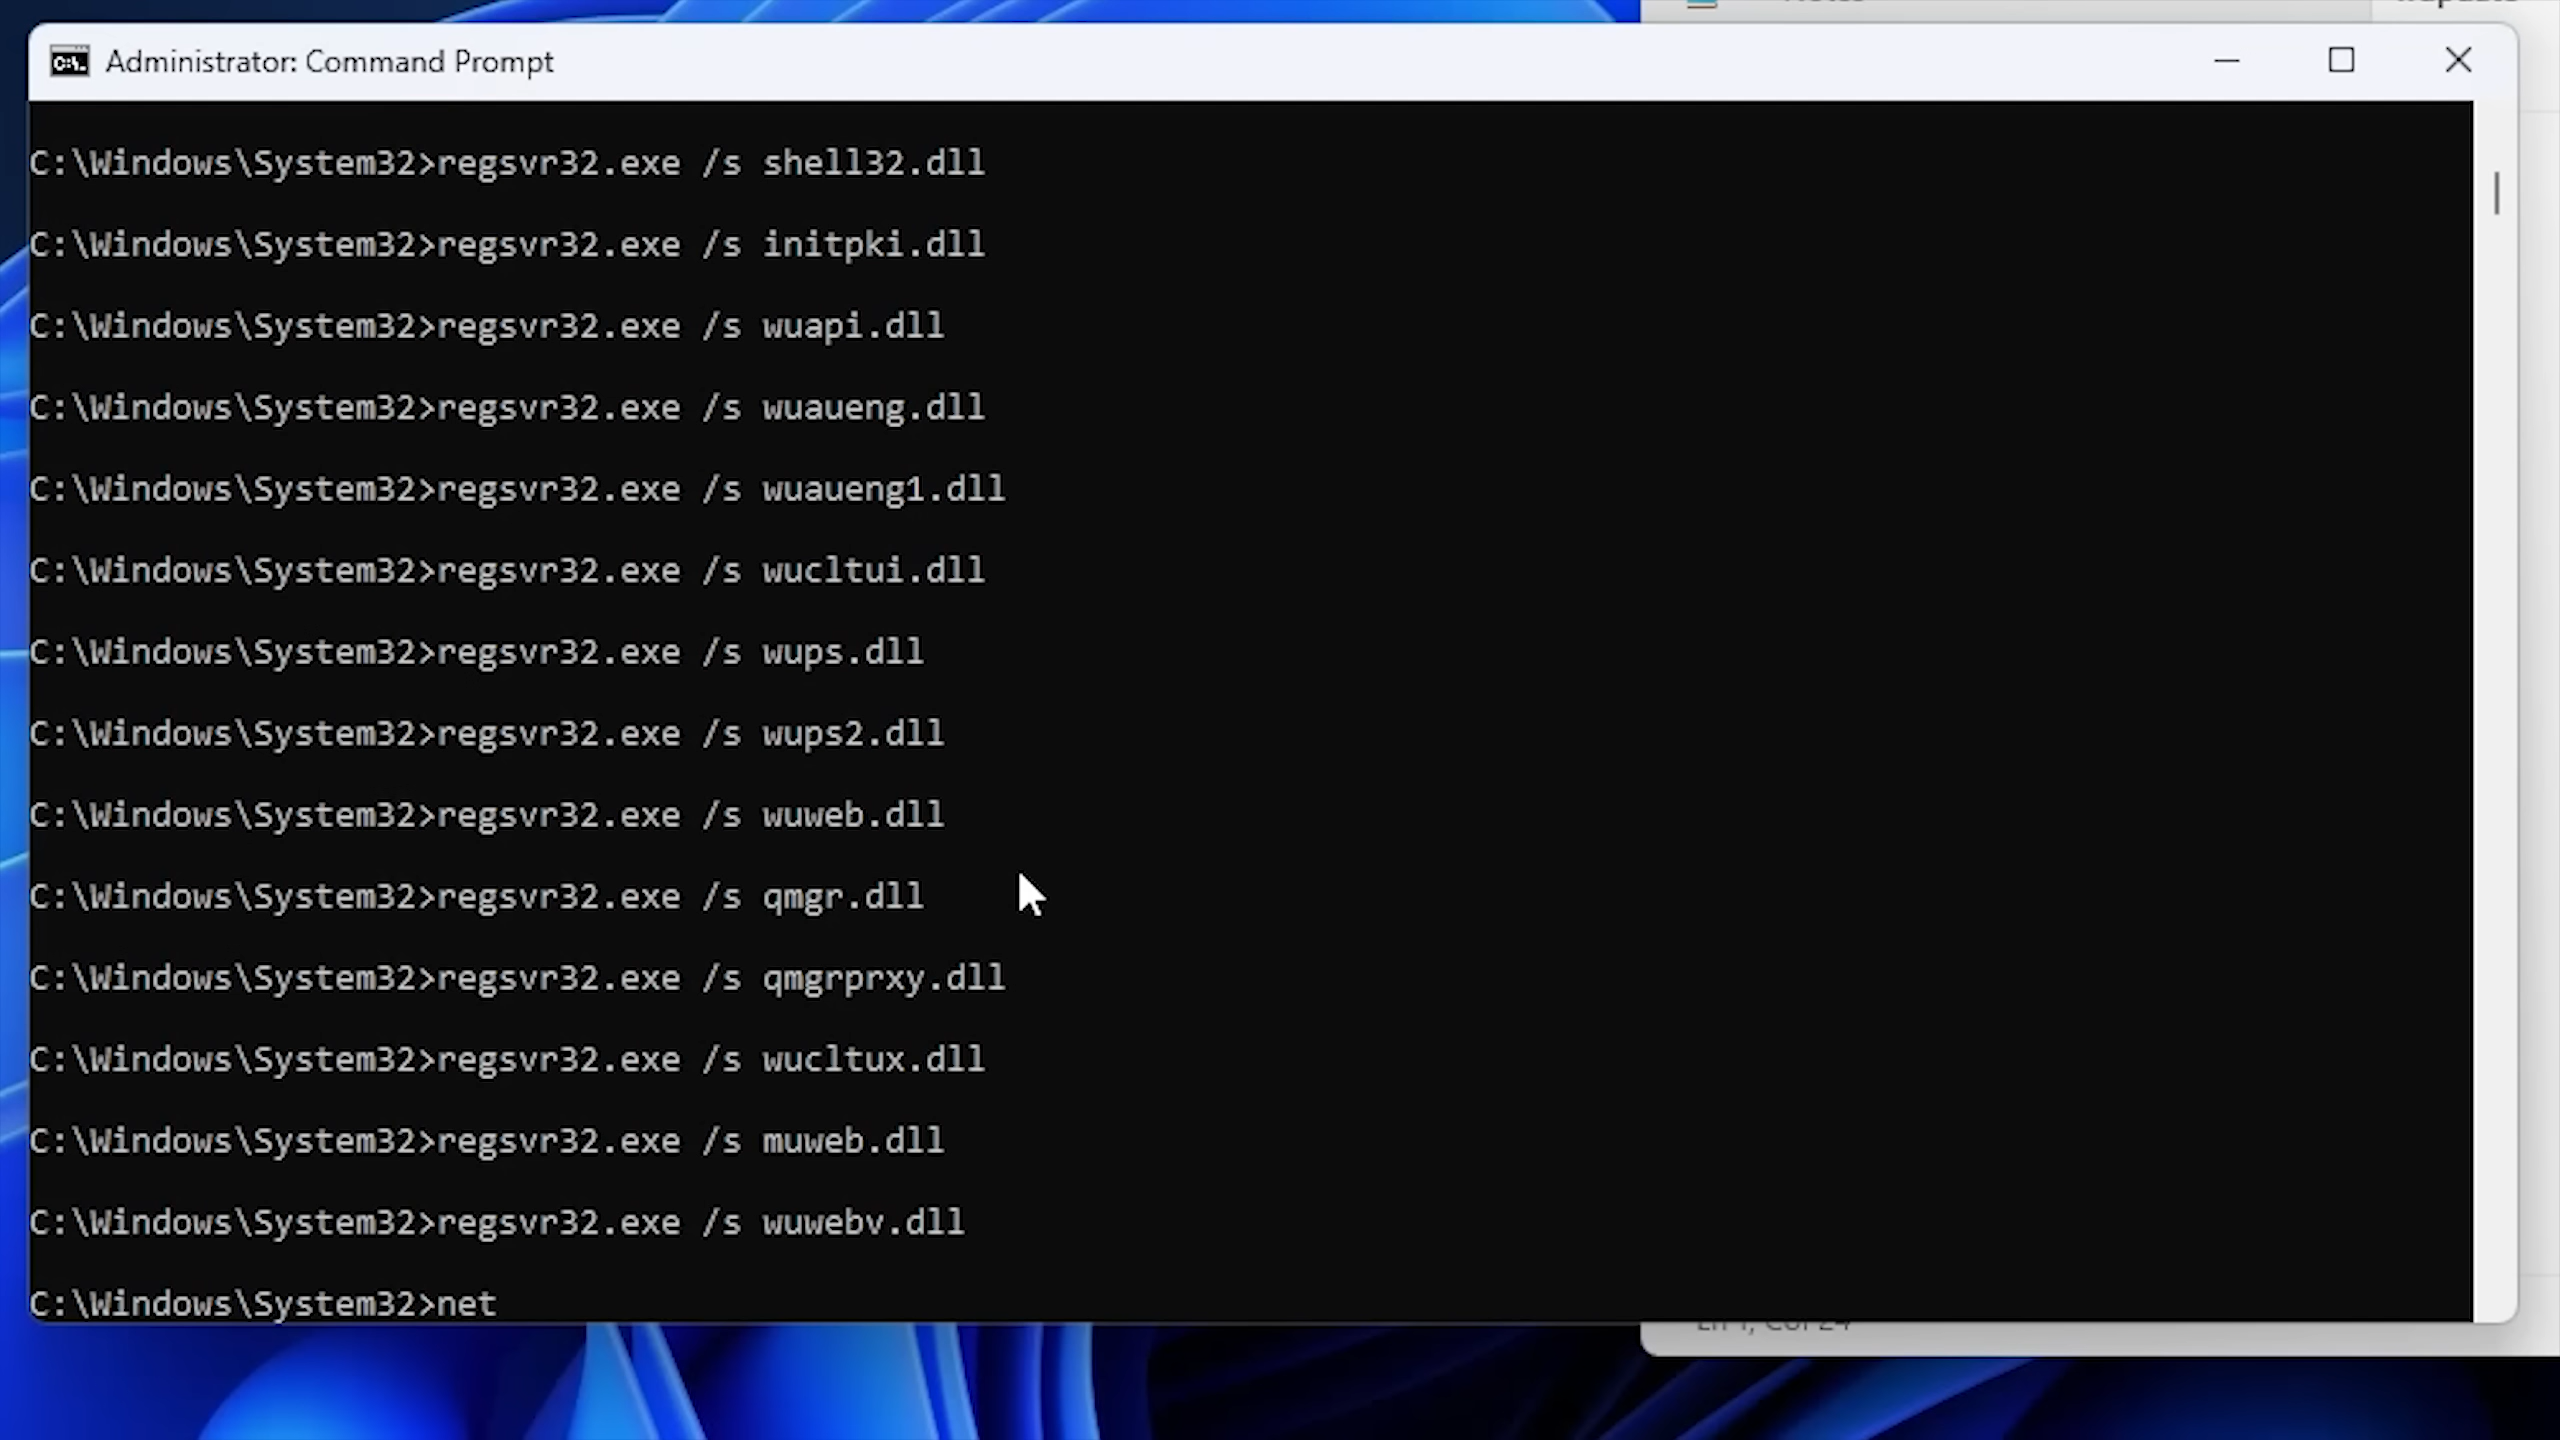 Administrator: Command Prompt
C:\Windows\System32>regsvr32.exe /s shell32.dll
C:\Windows\System32>regsvr32.exe /s initpki.dll
C:\Windows\System32>regsvr32.exe /s wuapi.dll
C:\Windows\System32>regsvr32.exe /s wuaueng.dll
C:\Windows\System32>regsvr32.exe /s wuaueng1.dll
C:\Windows\System32>regsvr32.exe /s wucltui.dll
C:\Windows\System32>regsvr32.exe /s wups.dll
C:\Windows\System32>regsvr32.exe /s wups2.dll
C:\Windows\System32>regsvr32.exe /s wuweb.dll
C:\Windows\System32>regsvr32.exe /s qmgr.dll
C:\Windows\System32>regsvr32.exe /s qmgrprxy.dll
C:\Windows\System32>regsvr32.exe /s wucltux.dll
C:\Windows\System32>regsvr32.exe /s muweb.dll
C:\Windows\System32>regsvr32.exe /s wuwebv.dll
C:\Windows\System32>net